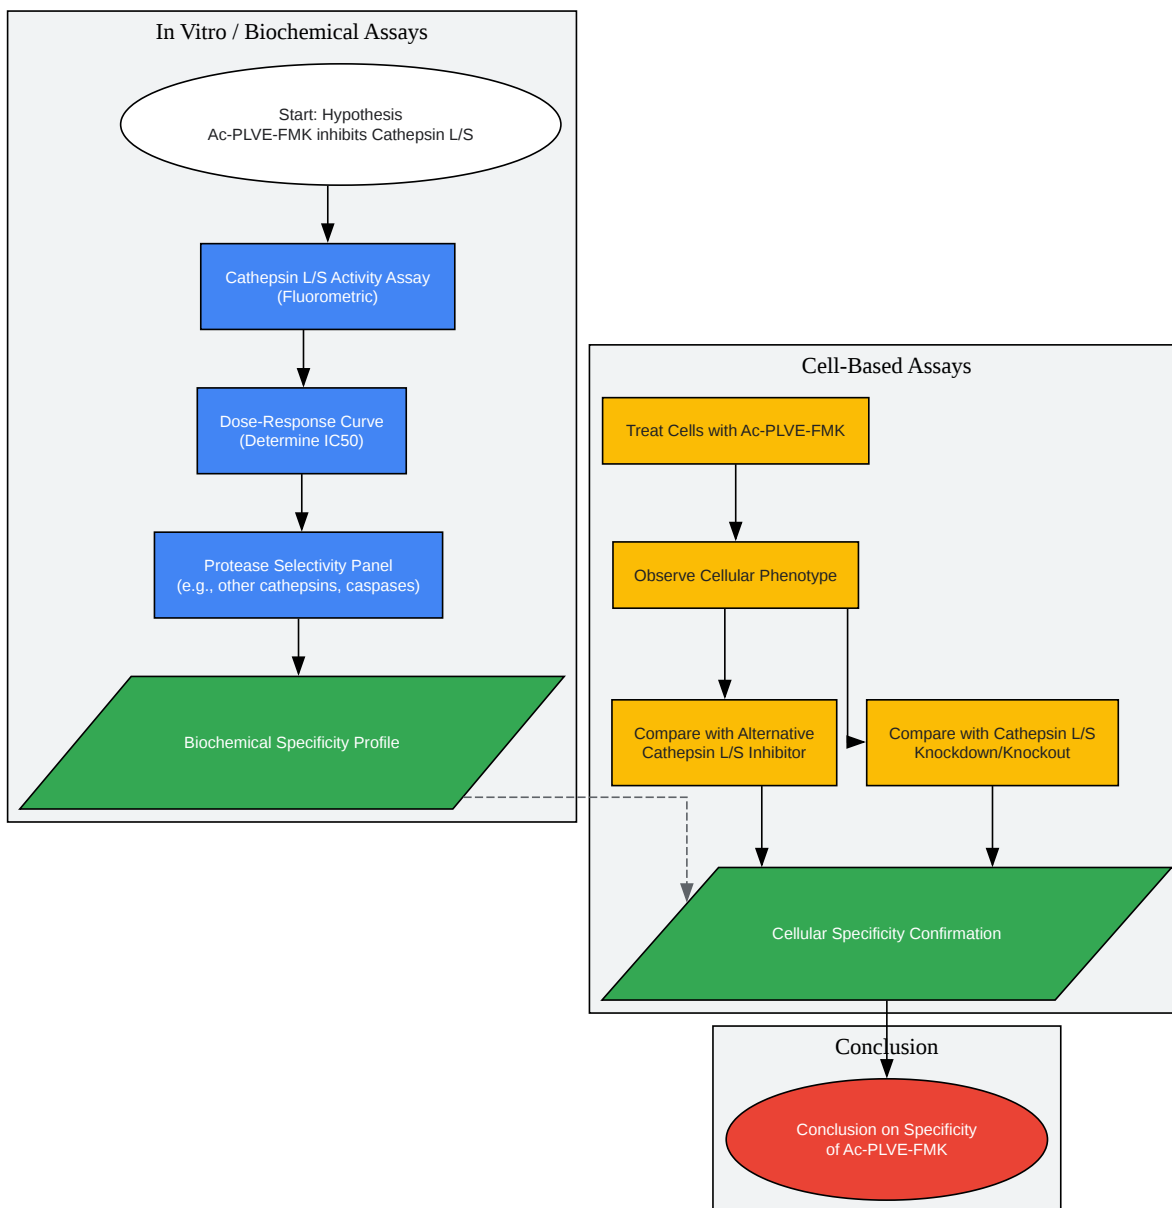 In Vitro / Biochemical Assays
Start: Hypothesis
Ac-PLVE-FMK inhibits Cathepsin L/S
Cathepsin L/S Activity Assay
(Fluorometric)
Dose-Response Curve
(Determine IC50)
Protease Selectivity Panel
(e.g., other cathepsins, caspases)
Biochemical Specificity Profile
Cell-Based Assays
Treat Cells with Ac-PLVE-FMK
Observe Cellular Phenotype
Compare with Alternative
Cathepsin L/S Inhibitor
Compare with Cathepsin L/S
Knockdown/Knockout
Cellular Specificity Confirmation
Conclusion
Conclusion on Specificity
of Ac-PLVE-FMK